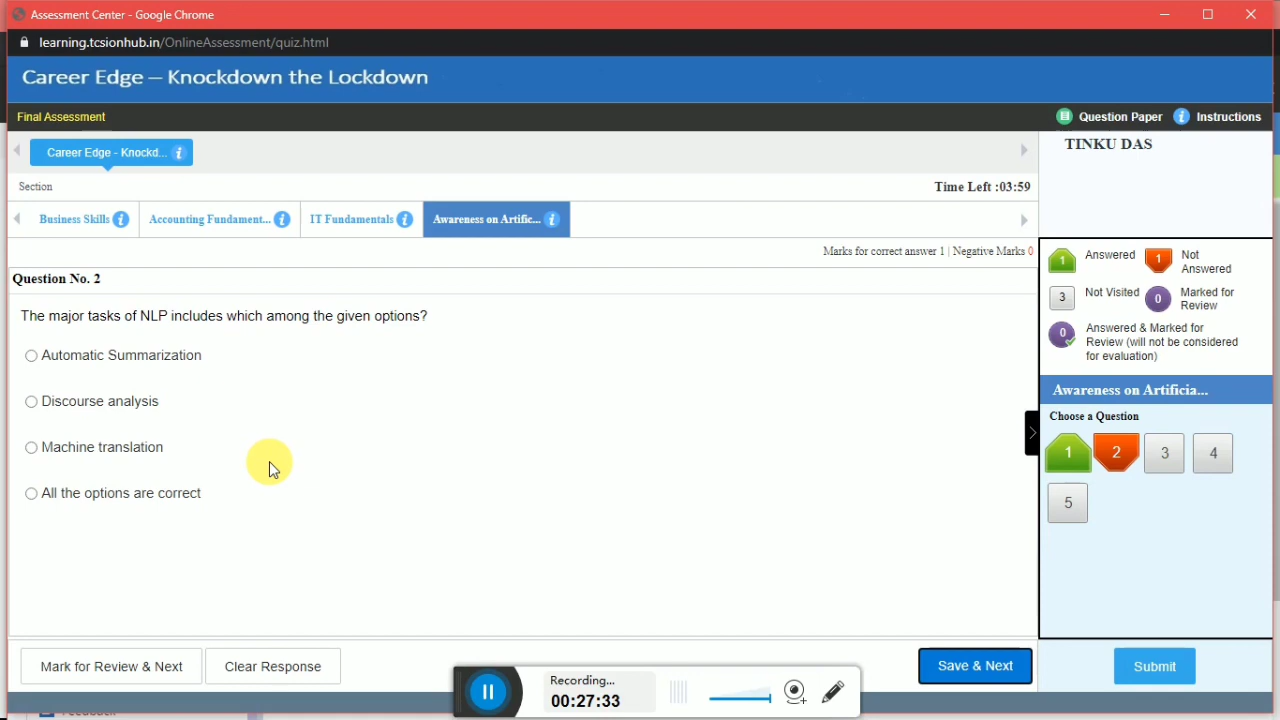 Assessment Center - Google Chrome
learning.tcsionhub.in/OnlineAssessment/quiz.html
Career Edge – Knockdown the Lockdown
Final Assessment
Question Paper
Instructions
Career Edge - Knockd...
TINKU DAS
Section
Time Left :03:59
Business Skills
Accounting Fundament...
IT Fundamentals
Awareness on Artific...
Marks for correct answer 1 | Negative Marks 0
1 Answered
1 Not Answered
3 Not Visited
0 Marked for Review
0 Answered & Marked for Review (will not be considered for evaluation)
Question No. 2
The major tasks of NLP includes which among the given options?
Automatic Summarization
Discourse analysis
Machine translation
All the options are correct
Awareness on Artificia...
Choose a Question
1 2 3 4
5
Mark for Review & Next
Clear Response
Save & Next
Submit
Recording...
00:27:33